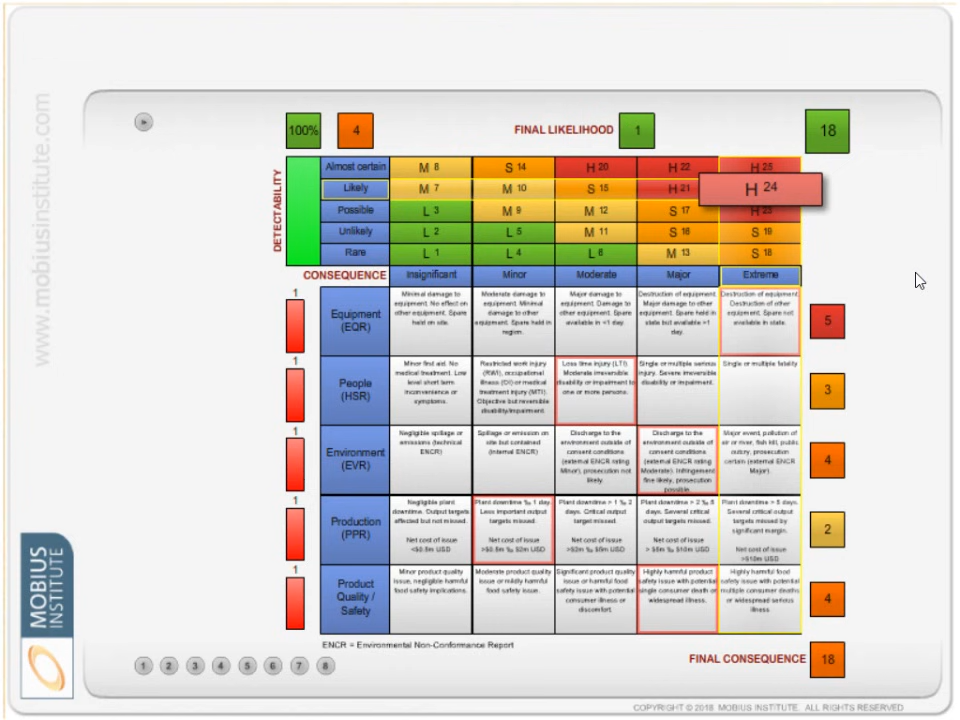 www.mobiusinstitute.com
100% 4 FINAL LIKELIHOOD 1 18
DETECTABILITY
Almost certain M 6 S 14 H 20 H 22 H 25
Likely M 7 M 10 S 15 H 21 H 24
Possible L 3 M 9 M 12 S 17 H 23
Unlikely L 2 L 5 M 11 S 16 S 19
Rare L 1 L 4 L 6 M 13 S 18
CONSEQUENCE Insignificant Minor Moderate Major Extreme
1
Equipment
(EQR)
Minimal damage to
equipment. No effect on
other equipment. Spare
held on site.
Moderate damage to
equipment. Minimal
damage to other
equipment. Spare held in
region.
Major damage to
equipment. Damage to
other equipment. Spare
available in <1 day.
Destruction of equipment.
Major damage to other
equipment. Spare held in
state but available >1
day.
Destruction of equipment.
Destruction of other
equipment. Spare not
available in state.
5
1
People
(HSR)
Minor first aid. No
medical treatment. Low
level short term
inconvenience or
symptoms.
Restricted work injury
(RWI), occupational
illness (OI) or medical
treatment injury (MTI).
Objective but reversible
disability/impairment.
Loss time injury (LTI).
Moderate irreversible
disability or impairment to
one or more persons.
Single or multiple serious
injury. Severe irreversible
disability or impairment.
Single or multiple fatality
3
1
Environment
(EVR)
Negligible spillage or
emissions (technical
ENCR)
Spillage or emission on
site but contained
(internal ENCR)
Discharge to the
environment outside of
consent conditions
(external ENCR rating
Minor), prosecution not
likely.
Discharge to the
environment outside of
consent conditions
(external ENCR rating
Moderate). Infringement
fine likely, prosecution
possible.
Major event, pollution of
air or river, fish kill, public
outcry, prosecution
certain (external ENCR
Major).
4
1
Production
(PPR)
Negligible plant
downtime. Output targets
affected but not missed.
Net cost of issue
<$0.5m USD
Plant downtime ‰ 1 day.
Less important output
targets missed.
Net cost of issue
>$0.5m ‰ $2m USD
Plant downtime > 1 ‰ 2
days. Critical output
target missed.
Net cost of issue
>$2m ‰ $5m USD
Plant downtime > 2 ‰ 5
days. Several critical
output targets missed.
Net cost of issue
> $5m ‰ $10m USD
Plant downtime > 5 days.
Several critical output
targets missed by
significant margin.
Net cost of issue
>$10m USD
2
1
Product
Quality /
Safety
Minor product quality
issue, negligible harmful
food safety implications.
Moderate product quality
issue or mildly harmful
food safety issue.
Significant product quality
issue or harmful food
safety issue with potential
consumer illness or
discomfort.
Highly harmful product
safety issue with potential
single consumer death or
widespread illness.
Highly harmful food
safety issue with potential
multiple consumer deaths
or widespread serious
illness
4
ENCR = Environmental Non-Conformance Report
FINAL CONSEQUENCE 18
1 2 3 4 5 6 7 8
MOBIUS
INSTITUTE
COPYRIGHT © 2018 MOBIUS INSTITUTE. ALL RIGHTS RESERVED